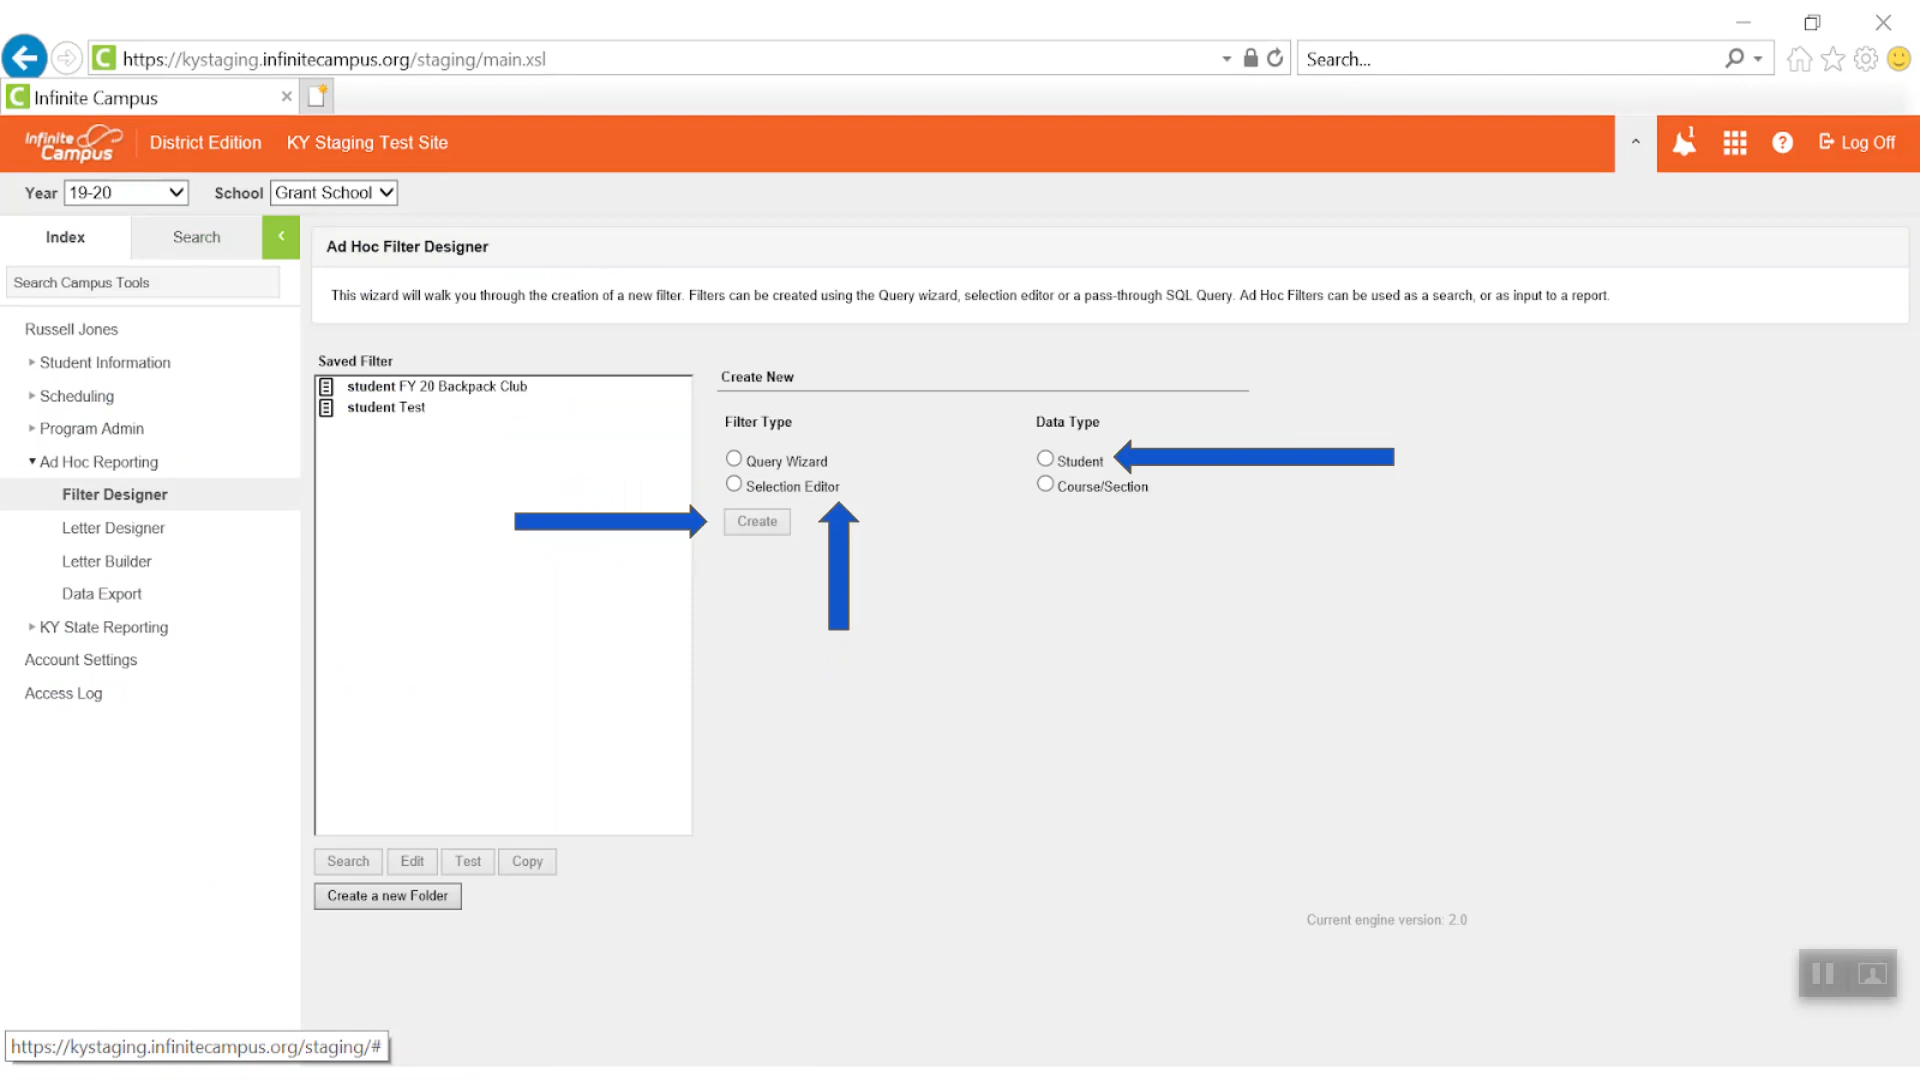 https://kystaging.infinitecampus.org/staging/main.xsl
Search...
Infinite Campus
Infinite Campus
District Edition
KY Staging Test Site
1
Log Off
Year 19-20 School Grant School
Index
Search
Search Campus Tools
Russell Jones
Student Information
Scheduling
Program Admin
Ad Hoc Reporting
Filter Designer
Letter Designer
Letter Builder
Data Export
KY State Reporting
Account Settings
Access Log
Ad Hoc Filter Designer
This wizard will walk you through the creation of a new filter. Filters can be created using the Query wizard, selection editor or a pass-through SQL Query. Ad Hoc Filters can be used as a search, or as input to a report.
Saved Filter
student FY 20 Backpack Club
student Test
Create New
Filter Type
Query Wizard
Selection Editor
Create
Data Type
Student
Course/Section
Search
Edit
Test
Copy
Create a new Folder
Current engine version: 2.0
https://kystaging.infinitecampus.org/staging/#